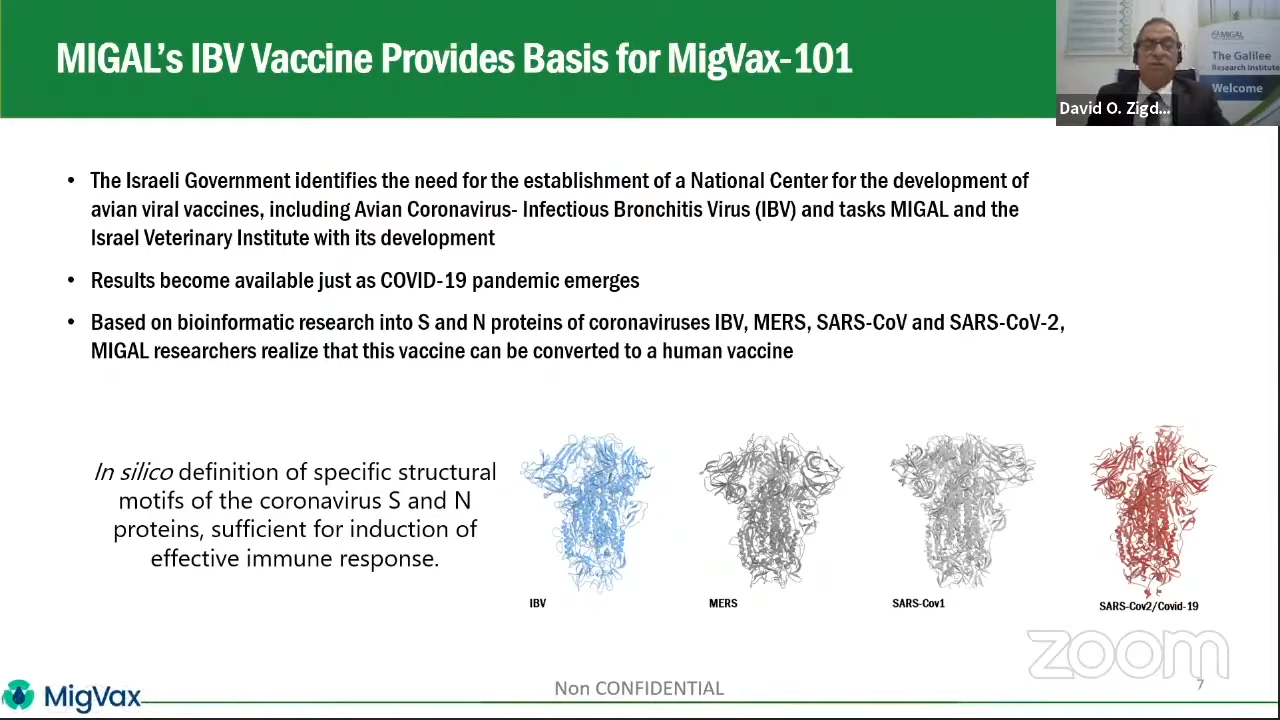 MIGAL's IBV Vaccine Provides Basis for MigVax-101
MIGAL
The Galilee
Research Institute
Welcome
David O. Zigd...
• The Israeli Government identifies the need for the establishment of a National Center for the development of
avian viral vaccines, including Avian Coronavirus- Infectious Bronchitis Virus (IBV) and tasks MIGAL and the
Israel Veterinary Institute with its development
• Results become available just as COVID-19 pandemic emerges
• Based on bioinformatic research into S and N proteins of coronaviruses IBV, MERS, SARS-CoV and SARS-CoV-2,
MIGAL researchers realize that this vaccine can be converted to a human vaccine
In silico definition of specific structural
motifs of the coronavirus S and N
proteins, sufficient for induction of
effective immune response.
IBV
MERS
SARS-Cov1
SARS-Cov2/Covid-19
zoom
MigVax
Non CONFIDENTIAL
7